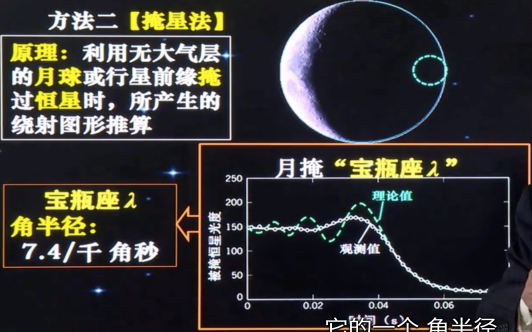 方法二【掩星法】
原理：利用无大气层
的月球或行星前缘掩
过恒星时，所产生的
绕射图形推算
月掩“宝瓶座λ”
宝瓶座λ
角半径：
7.4/千 角秒
被掩恒星光度
250
200
150
100
50
0
理论值
观测值
0
0.02
0.04
0.06
时间 (s)
它的一个 角半径